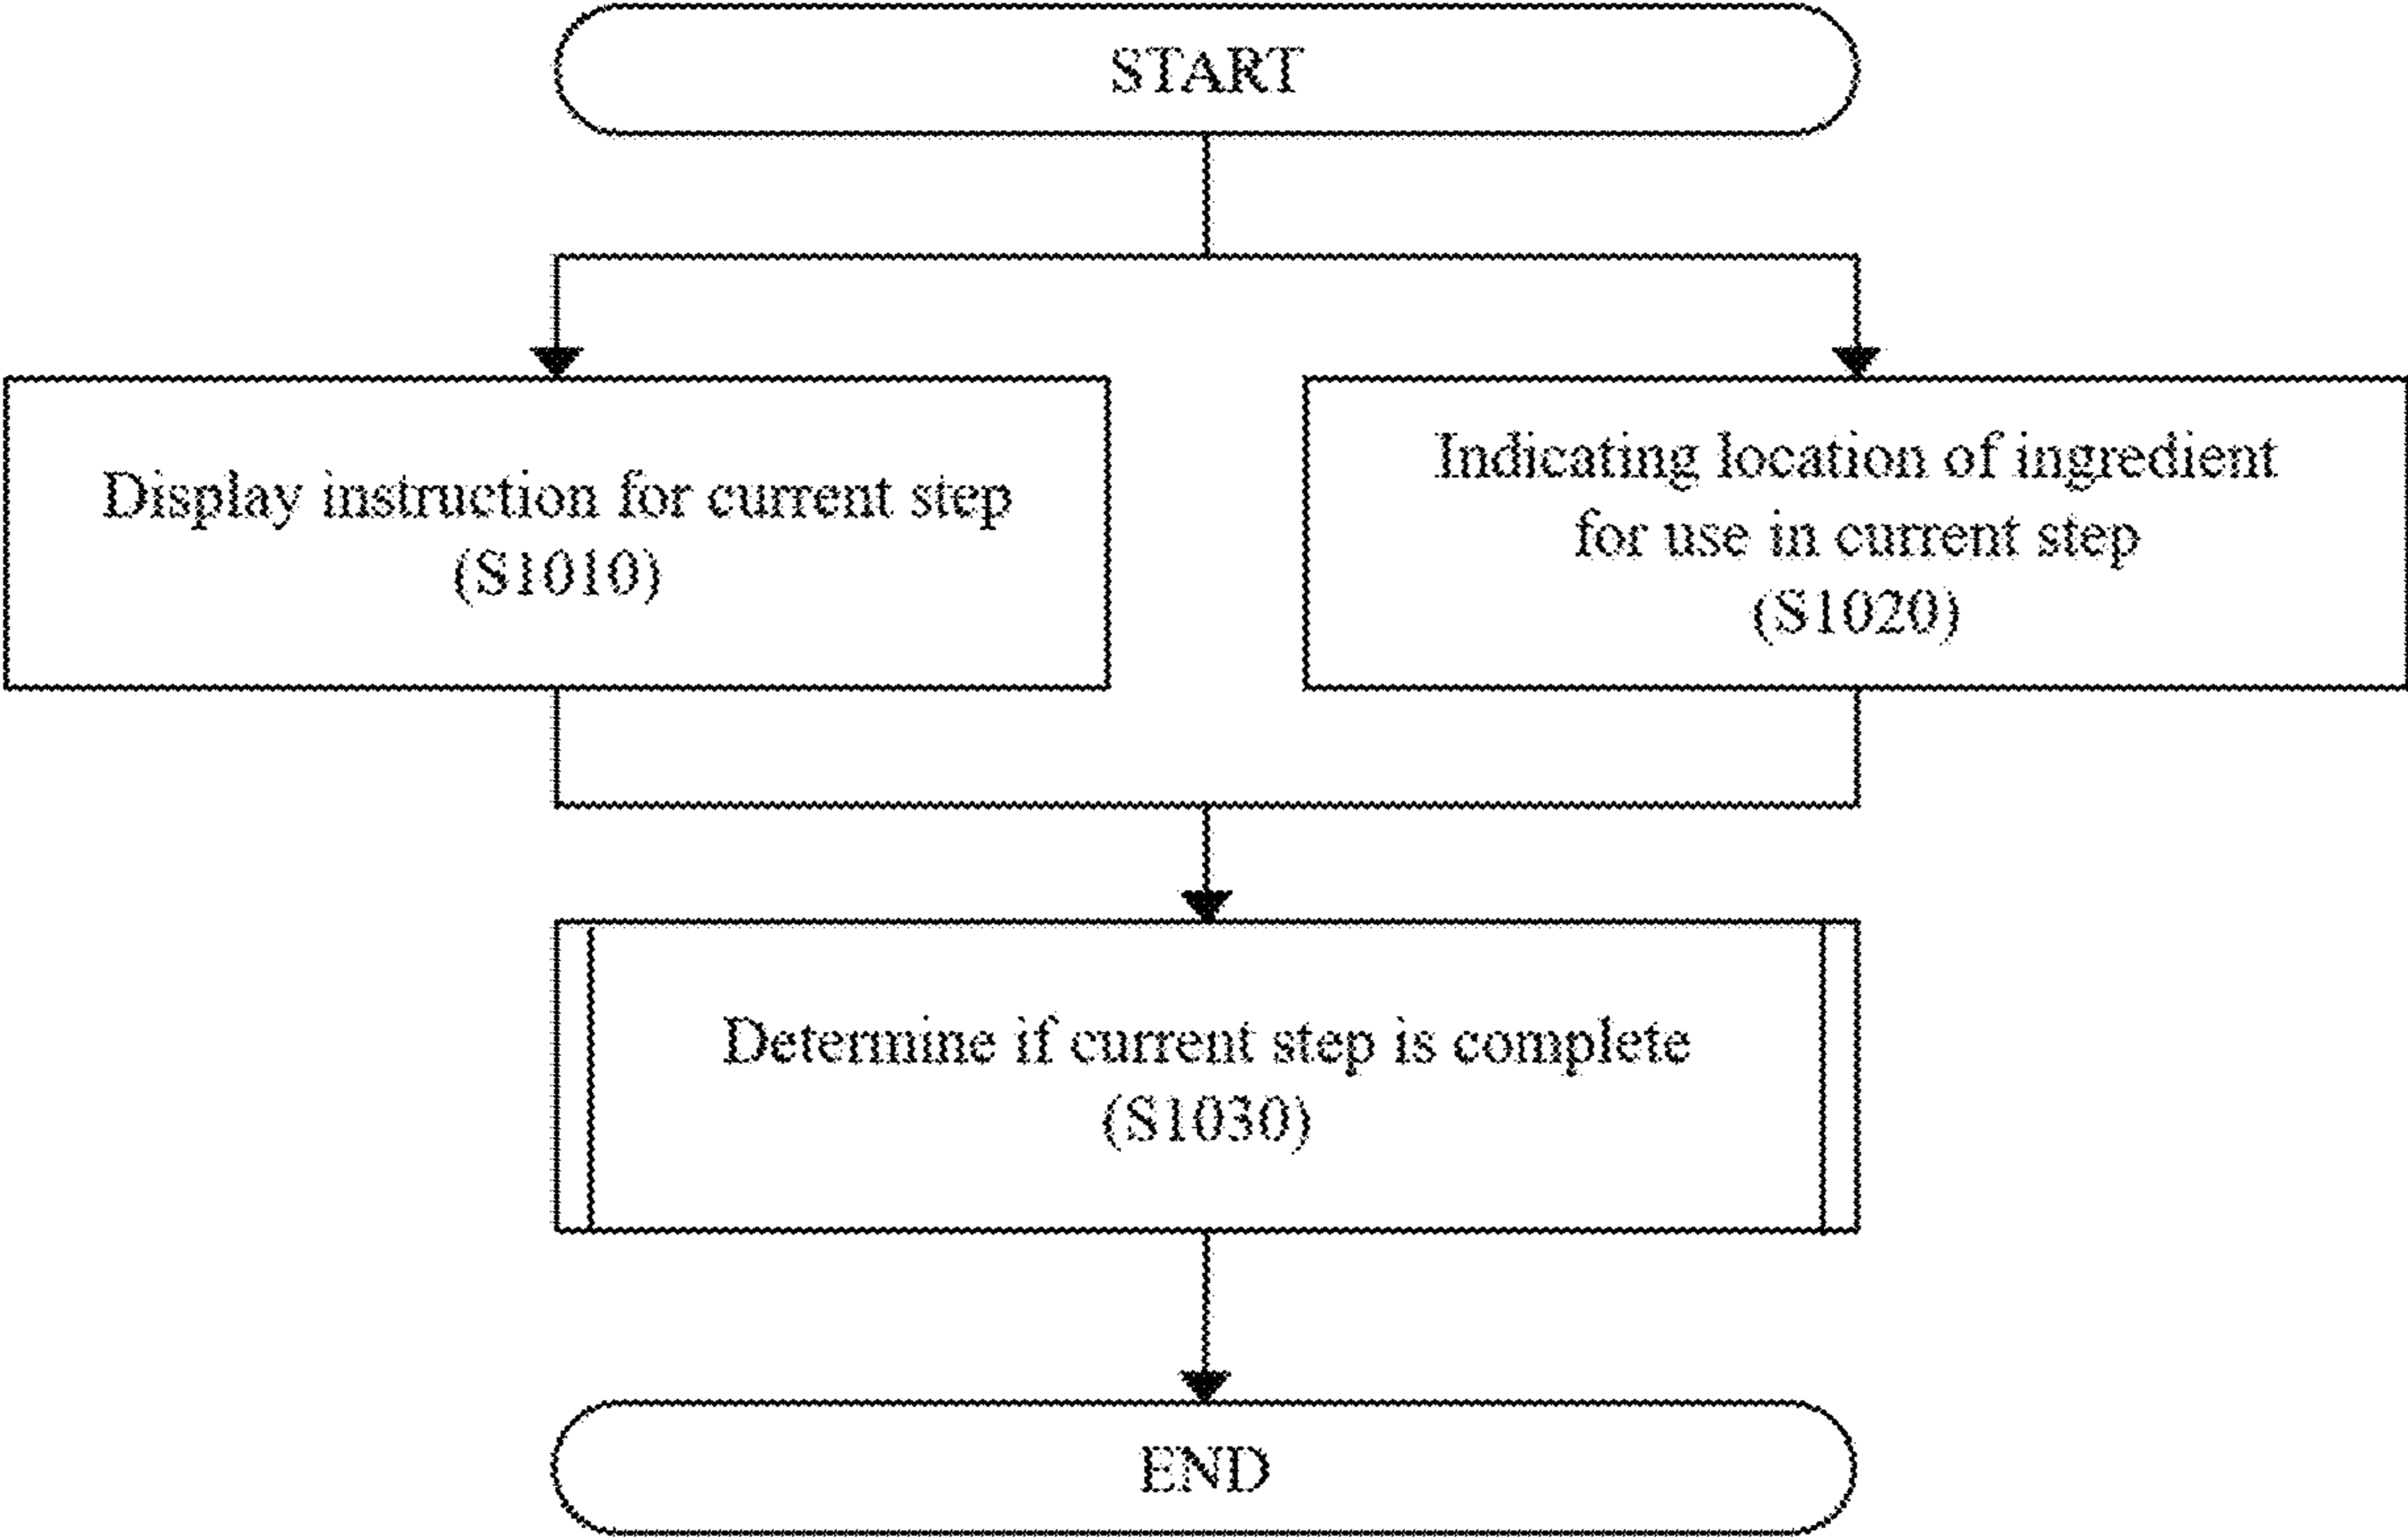 START
Display instruction for current step
(S1010)
Indicating location of ingredient
for use in current step
(S1020)
Determine if current step is complete
(S1030)
END